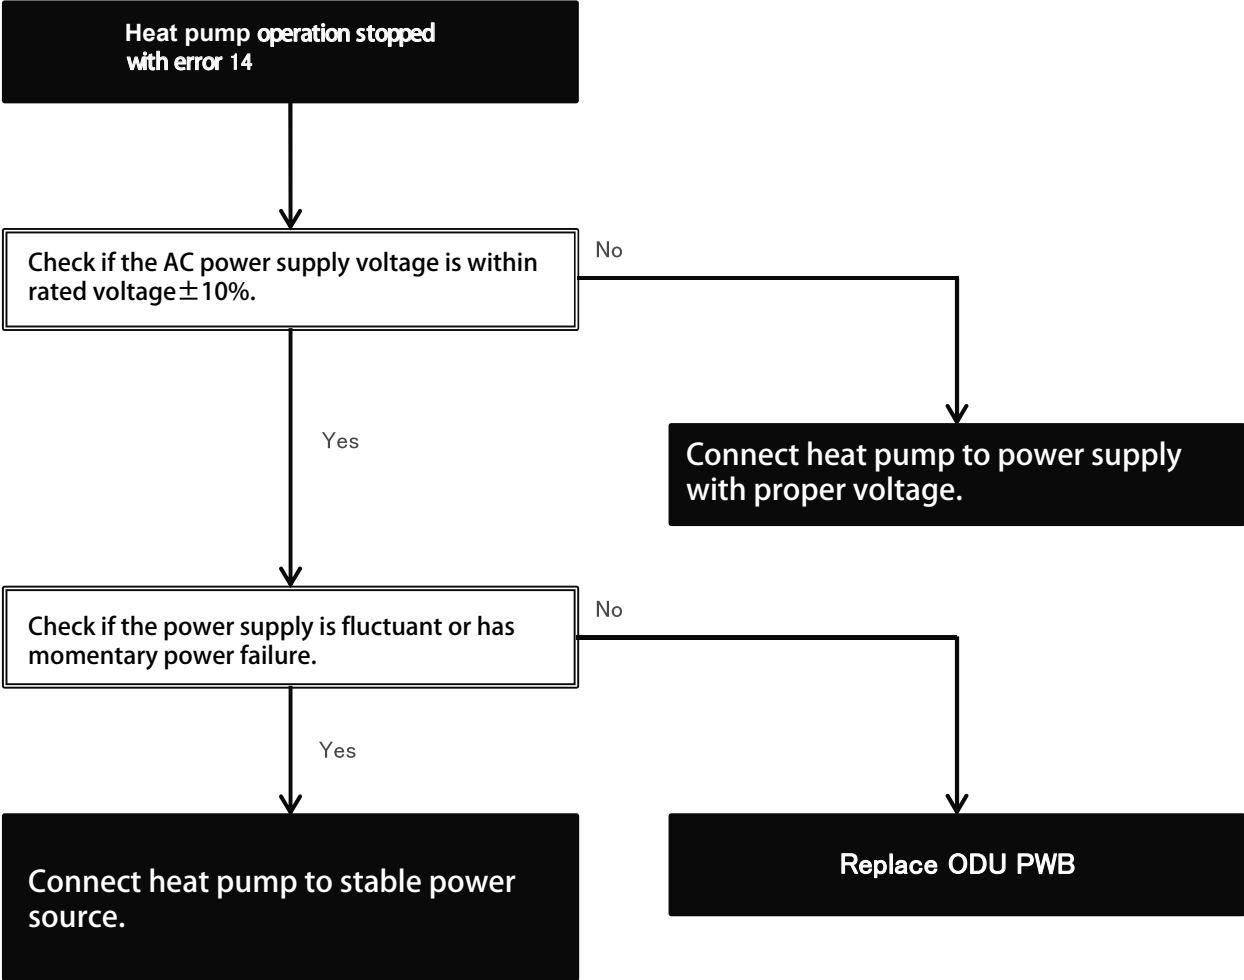 Heat pump operation stopped
with error 14
Check if the AC power supply voltage is within
rated voltage±10%.
No
Yes
Connect heat pump to power supply
with proper voltage.
Check if the power supply is fluctuant or has
momentary power failure.
No
Yes
Connect heat pump to stable power
source.
Replace ODU PWB